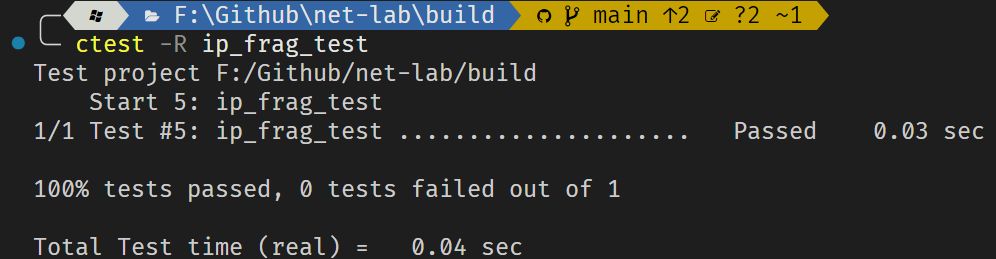 F:\Github\net-lab\build main ↑2 ?2 ~1
ctest -R ip_frag_test
Test project F:/Github/net-lab/build
    Start 5: ip_frag_test
1/1 Test #5: ip_frag_test ......................   Passed    0.03 sec

100% tests passed, 0 tests failed out of 1

Total Test time (real) =   0.04 sec